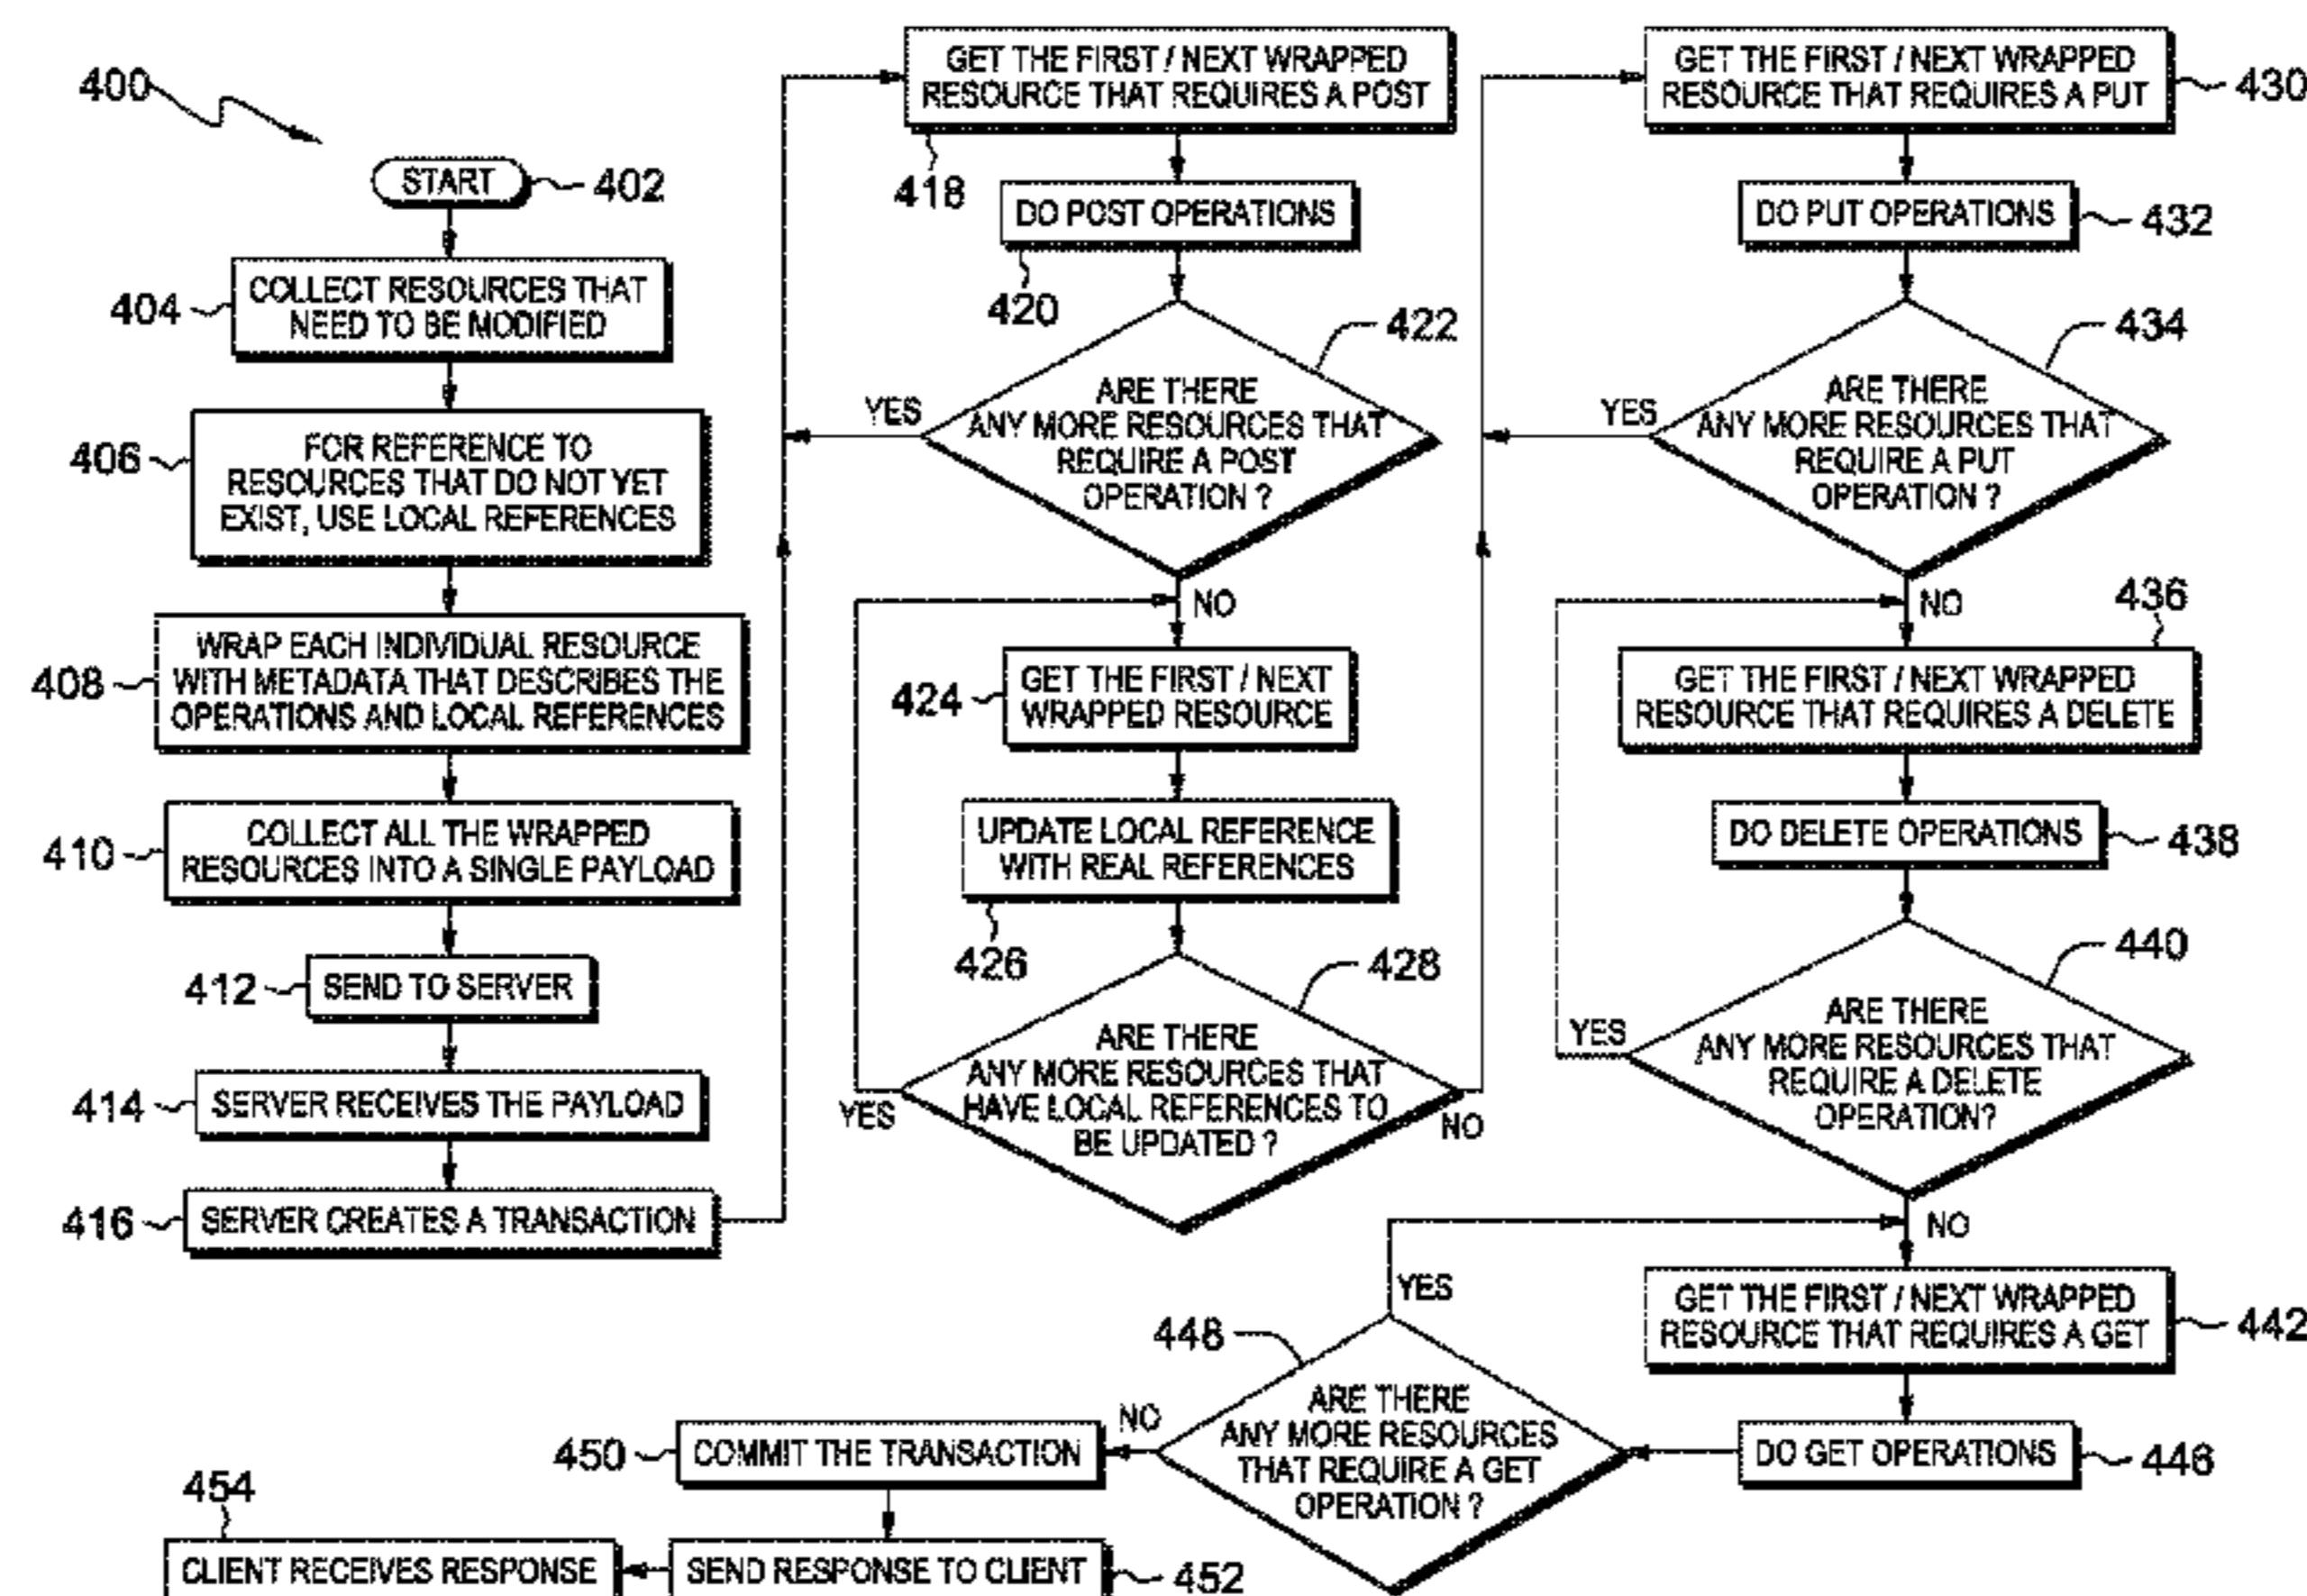 400
START
402
404
COLLECT RESOURCES THAT
NEED TO BE MODIFIED
406
FOR REFERENCE TO
RESOURCES THAT DO NOT YET
EXIST, USE LOCAL REFERENCES
408
WRAP EACH INDIVIDUAL RESOURCE
WITH METADATA THAT DESCRIBES THE
OPERATIONS AND LOCAL REFERENCES
410
COLLECT ALL THE WRAPPED
RESOURCES INTO A SINGLE PAYLOAD
412
SEND TO SERVER
414
SERVER RECEIVES THE PAYLOAD
416
SERVER CREATES A TRANSACTION
GET THE FIRST / NEXT WRAPPED
RESOURCE THAT REQUIRES A POST
418
DO POST OPERATIONS
420
422
ARE THERE
ANY MORE RESOURCES THAT
REQUIRE A POST
OPERATION ?
YES
NO
424
GET THE FIRST / NEXT
WRAPPED RESOURCE
UPDATE LOCAL REFERENCE
WITH REAL REFERENCES
426
428
ARE THERE
ANY MORE RESOURCES THAT
HAVE LOCAL REFERENCES TO
BE UPDATED ?
YES
NO
GET THE FIRST / NEXT WRAPPED
RESOURCE THAT REQUIRES A PUT
430
DO PUT OPERATIONS
432
434
ARE THERE
ANY MORE RESOURCES THAT
REQUIRE A PUT
OPERATION ?
YES
NO
436
GET THE FIRST / NEXT WRAPPED
RESOURCE THAT REQUIRES A DELETE
DO DELETE OPERATIONS
438
440
ARE THERE
ANY MORE RESOURCES THAT
REQUIRE A DELETE
OPERATION?
YES
NO
GET THE FIRST / NEXT WRAPPED
RESOURCE THAT REQUIRES A GET
442
DO GET OPERATIONS
446
448
ARE THERE
ANY MORE RESOURCES
THAT REQUIRE A GET
OPERATION ?
YES
NO
450
COMMIT THE TRANSACTION
SEND RESPONSE TO CLIENT
452
454
CLIENT RECEIVES RESPONSE